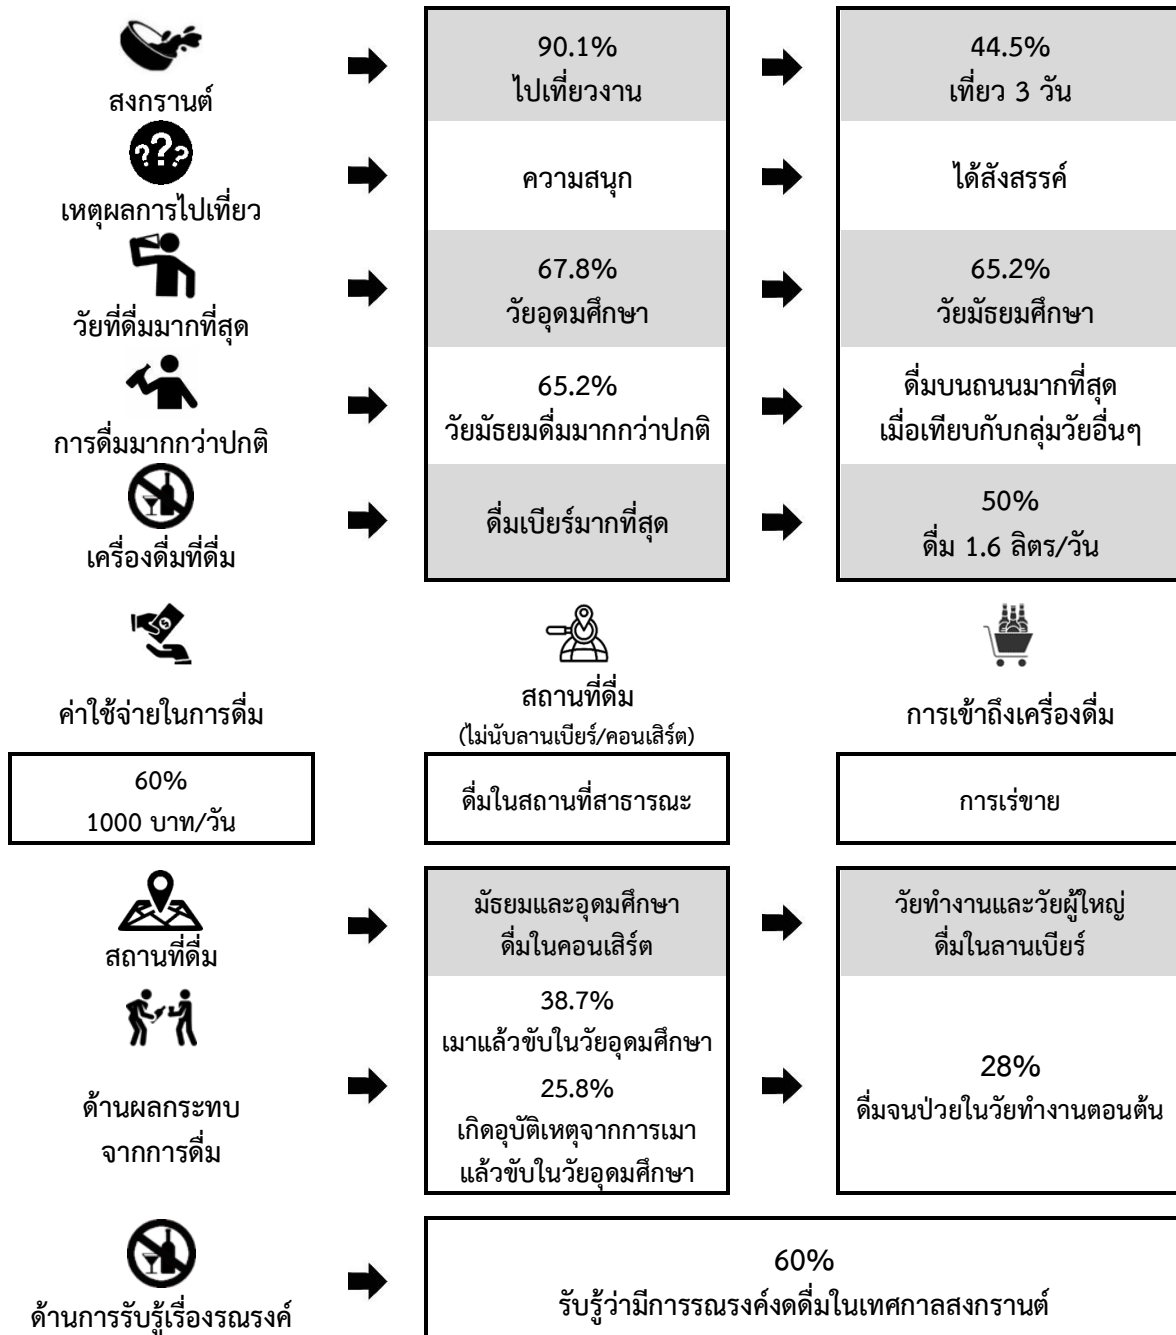 สงกรานต์
90.1%
ไปเที่ยวงาน
44.5%
เที่ยว 3 วัน
???
เหตุผลการไปเที่ยว
ความสนุก
ได้สังสรรค์
วัยที่ดื่มมากที่สุด
67.8%
วัยอุดมศึกษา
65.2%
วัยมัธยมศึกษา
การดื่มมากกว่าปกติ
65.2%
วัยมัธยมดื่มมากกว่าปกติ
ดื่มบนถนนมากที่สุด
เมื่อเทียบกับกลุ่มวัยอื่นๆ
เครื่องดื่มที่ดื่ม
ดื่มเบียร์มากที่สุด
50%
ดื่ม 1.6 ลิตร/วัน
ค่าใช้จ่ายในการดื่ม
60%
1000 บาท/วัน
สถานที่ดื่ม
(ไม่นับลานเบียร์/คอนเสิร์ต)
ดื่มในสถานที่สาธารณะ
การเข้าถึงเครื่องดื่ม
การเร่ขาย
สถานที่ดื่ม
มัธยมและอุดมศึกษา
ดื่มในคอนเสิร์ต
วัยทำงานและวัยผู้ใหญ่
ดื่มในลานเบียร์
ด้านผลกระทบ
จากการดื่ม
38.7%
เมาแล้วขับในวัยอุดมศึกษา
25.8%
เกิดอุบัติเหตุจากการเมา
แล้วขับในวัยอุดมศึกษา
28%
ดื่มจนป่วยในวัยทำงานตอนต้น
ด้านการรับรู้เรื่องรณรงค์
60%
รับรู้ว่ามีการรณรงค์งดดื่มในเทศกาลสงกรานต์